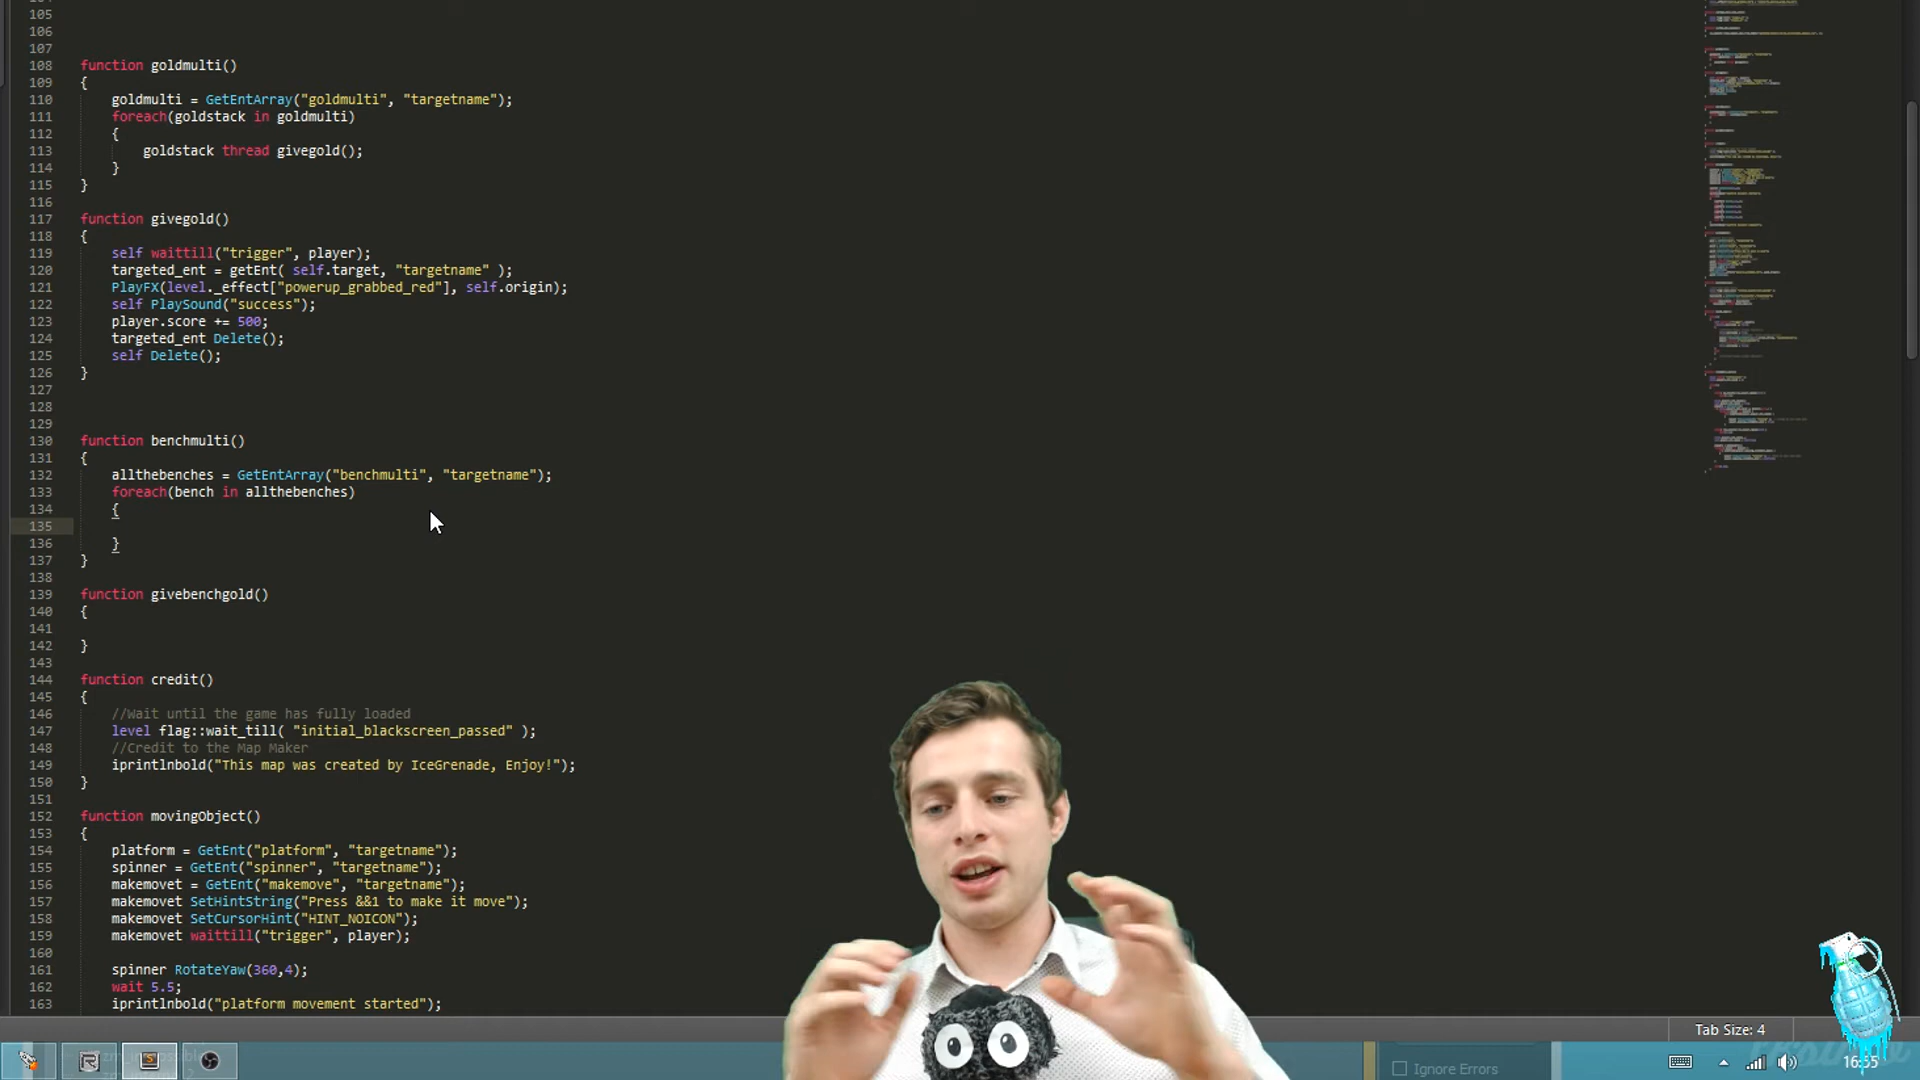 105
106
107
108 function goldmulti()
109 {
110 goldmulti = GetEntArray("goldmulti", "targetname");
111 foreach(goldstack in goldmulti)
112 {
113 goldstack thread givegold();
114 }
115 }
116
117 function givegold()
118 {
119 self waittill("trigger", player);
120 targeted_ent = getEnt( self.target, "targetname" );
121 PlayFX(level._effect["powerup_grabbed_red"], self.origin);
122 self PlaySound("success");
123 player.score += 500;
124 targeted_ent Delete();
125 self Delete();
126 }
127
128
129
130 function benchmulti()
131 {
132 allthebenches = GetEntArray("benchmulti", "targetname");
133 foreach(bench in allthebenches)
134 {
135
136 }
137 }
138
139 function givebenchgold()
140 {
141
142 }
143
144 function credit()
145 {
146 //Wait until the game has fully loaded
147 level flag::wait_till( "initial_blackscreen_passed" );
148 //Credit to the Map Maker
149 iprintlnbold("This map was created by IceGrenade, Enjoy!");
150 }
151
152 function movingObject()
153 {
154 platform = GetEnt("platform", "targetname");
155 spinner = GetEnt("spinner", "targetname");
156 makemovet = GetEnt("makemove", "targetname");
157 makemovet SetHintString("Press &&1 to make it move");
158 makemovet SetCursorHint("HINT_NOICON");
159 makemovet waittill("trigger", player);
160
161 spinner RotateYaw(360,4);
162 wait 5.5;
163 iprintlnbold("platform movement started");
Tab Size: 4
Ignore Errors
16:55